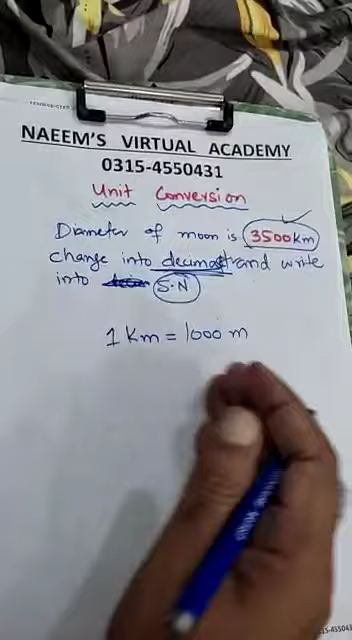 NAEEM'S VIRTUAL ACADEMY
0315-4550431
Unit Conversion
Diameter of moon is 3500km
change into and write
into S.N
1 Km = 1000 m